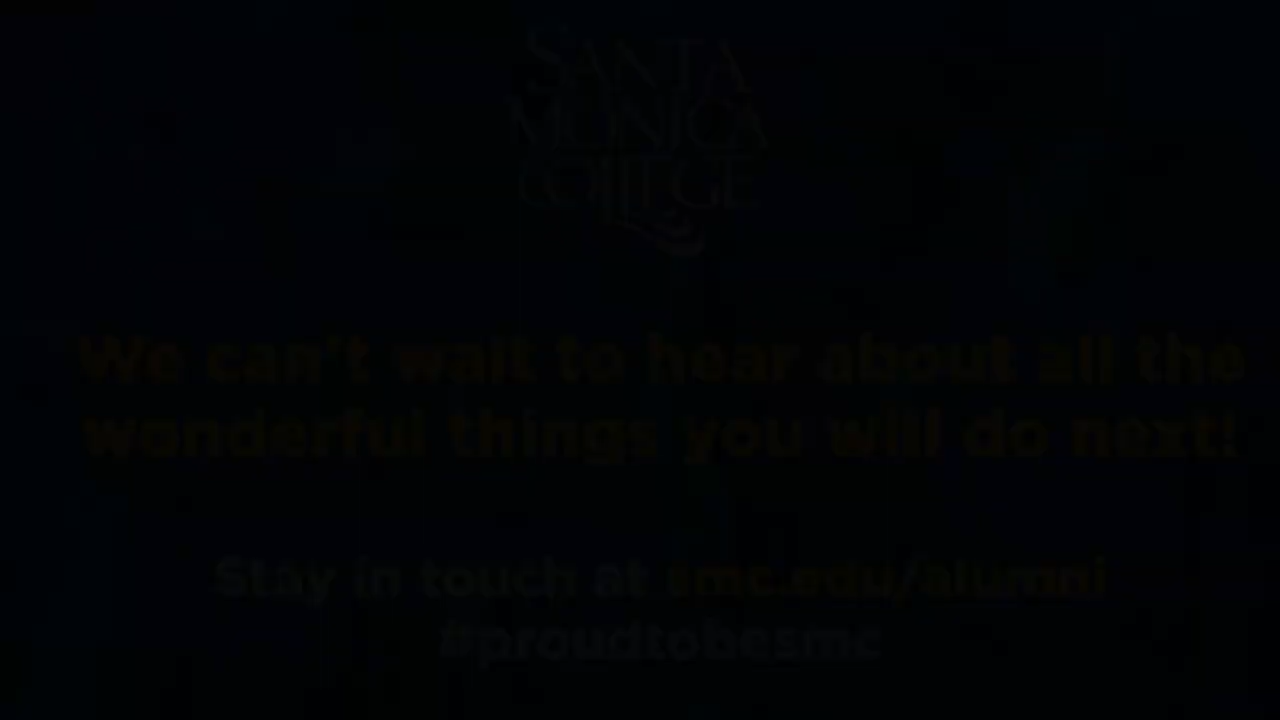 SANTA
MONICA
COLLEGE
We can't wait to hear about all the
wonderful things you will do next!
Stay in touch at smc.edu/alumni
#proudtobesmc